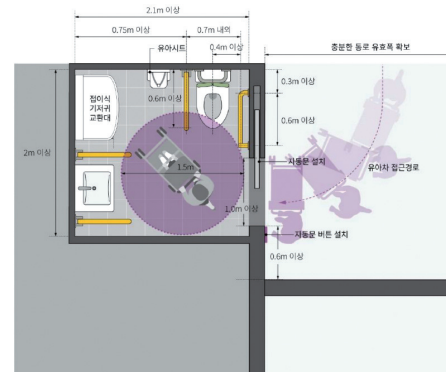 2.1m 이상
0.75m 이상
0.7m 내외
유아시트
0.4m 이상
충분한 통로 유효폭 확보
접이식
기저귀
교환대
0.6m 이상
0.3m 이상
0.6m 이상
2m 이상
자동문 설치
유아차 접근경로
1.5m
1.0m 이상
자동문 버튼 설치
0.6m 이상